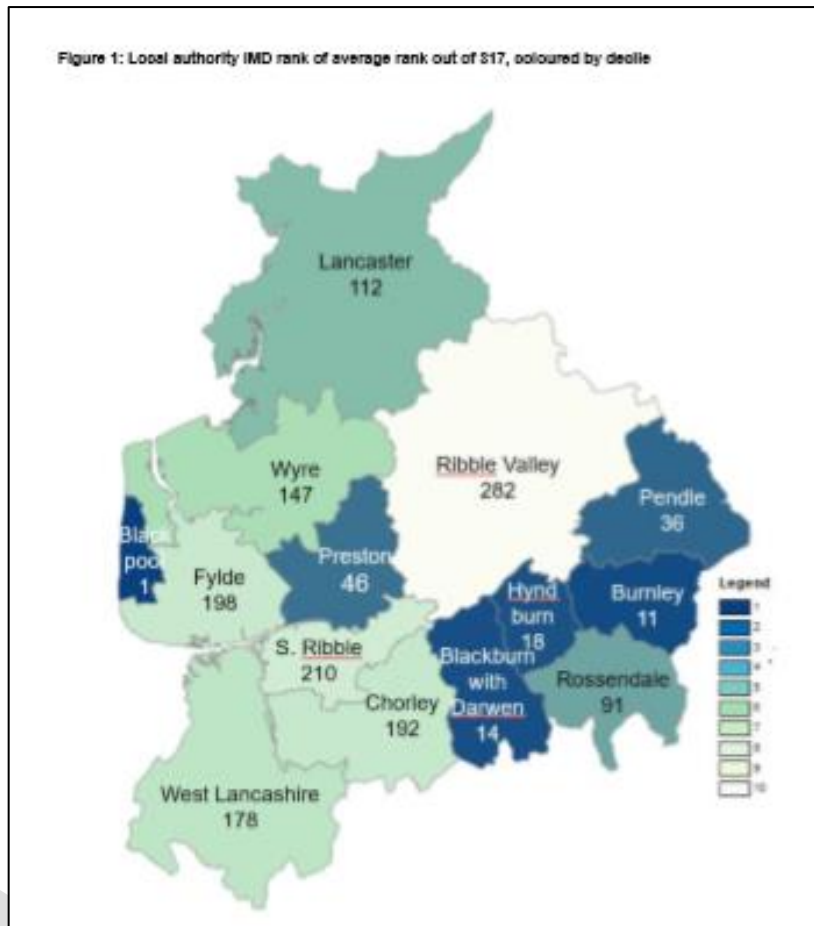 Figure 1: Local authority IMD rank of average rank out of 317, coloured by decile
Lancaster
112
Wyre
147
Ribble Valley
282
Pendle
36
Black
pool
1
Fylde
198
Preston
46
Hynd
burn
18
Burnley
11
Legend
1
2
3
4
5
6
7
8
9
10
S. Ribble
210
Blackburn
with
Darwen
14
Rossendale
91
Chorley
192
West Lancashire
178